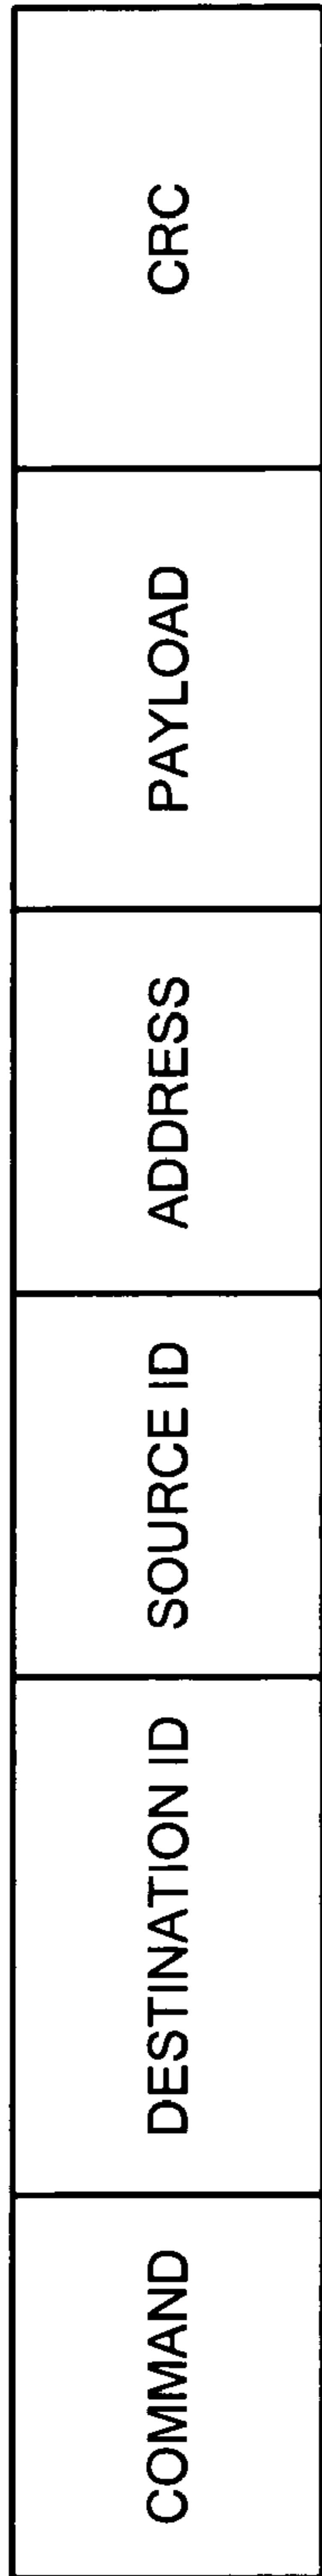 COMMAND
DESTINATION ID
SOURCE ID
ADDRESS
PAYLOAD
CRC